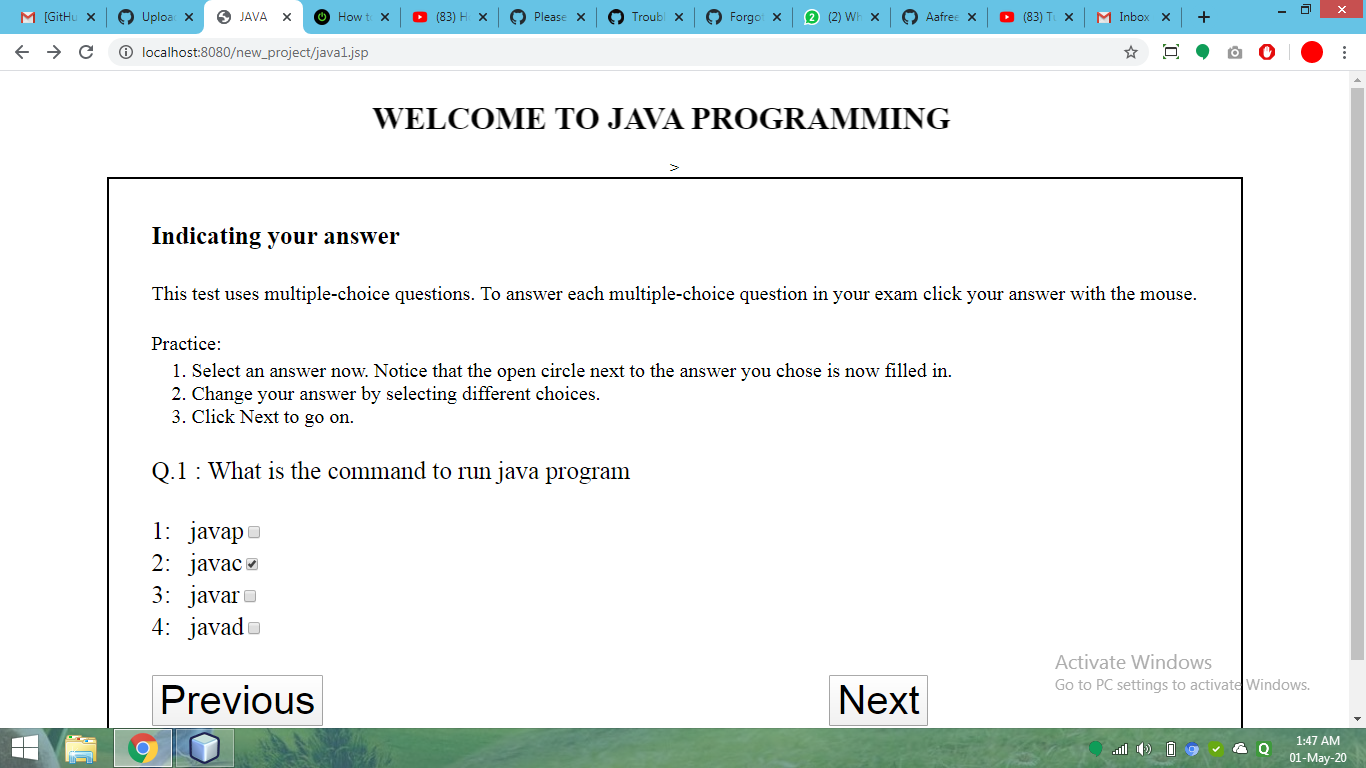 [GitHu
Uploa
JAVA
How t
(83) H
Please
Troubl
Forgot
2
(2) Wh
Aafree
(83) T
Inbox
localhost:8080/new_project/java1.jsp
WELCOME TO JAVA PROGRAMMING
>
Indicating your answer
This test uses multiple-choice questions. To answer each multiple-choice question in your exam click your answer with the mouse.
Practice:
1. Select an answer now. Notice that the open circle next to the answer you chose is now filled in.
2. Change your answer by selecting different choices.
3. Click Next to go on.
Q.1 : What is the command to run java program
1: javap
2: javac
3: javar
4: javad
Previous Next
Activate Windows
Go to PC settings to activate Windows.
1:47 AM
01-May-20